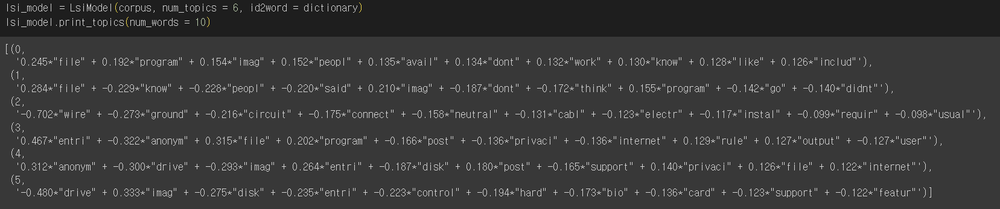 lsi_model = LsiModel(corpus, num_topics = 6, id2word = dictionary)
lsi_model.print_topics(num_words = 10)
[(0,
'0.245*"file" + 0.192*"program" + 0.154*"imag" + 0.152*"peopl" + 0.135*"avail" + 0.134*"dont" + 0.132*"work" + 0.130*"know" + 0.128*"like" + 0.126*"includ"'),
(1,
'0.284*"file" + -0.229*"know" + -0.228*"peopl" + -0.220*"said" + 0.210*"imag" + -0.187*"dont" + -0.172*"think" + 0.155*"program" + -0.142*"go" + -0.140*"didnt"'),
(2,
'-0.702*"wire" + -0.273*"ground" + -0.216*"circuit" + -0.175*"connect" + -0.158*"neutral" + -0.131*"cabl" + -0.123*"electr" + -0.117*"instal" + -0.099*"requir" + -0.098*"usual"'),
(3,
'0.467*"entri" + -0.322*"anonym" + 0.315*"file" + 0.202*"program" + -0.166*"post" + -0.136*"privaci" + -0.136*"internet" + 0.129*"rule" + 0.127*"output" + -0.127*"user"'),
(4,
'0.312*"anonym" + -0.300*"drive" + -0.293*"imag" + 0.264*"entri" + -0.187*"disk" + 0.180*"post" + -0.165*"support" + 0.140*"privaci" + 0.126*"file" + 0.122*"internet"'),
(5,
'-0.480*"drive" + 0.333*"imag" + -0.275*"disk" + -0.235*"entri" + -0.223*"control" + -0.194*"hard" + -0.173*"bio" + -0.136*"card" + -0.123*"support" + -0.122*"featur"')]